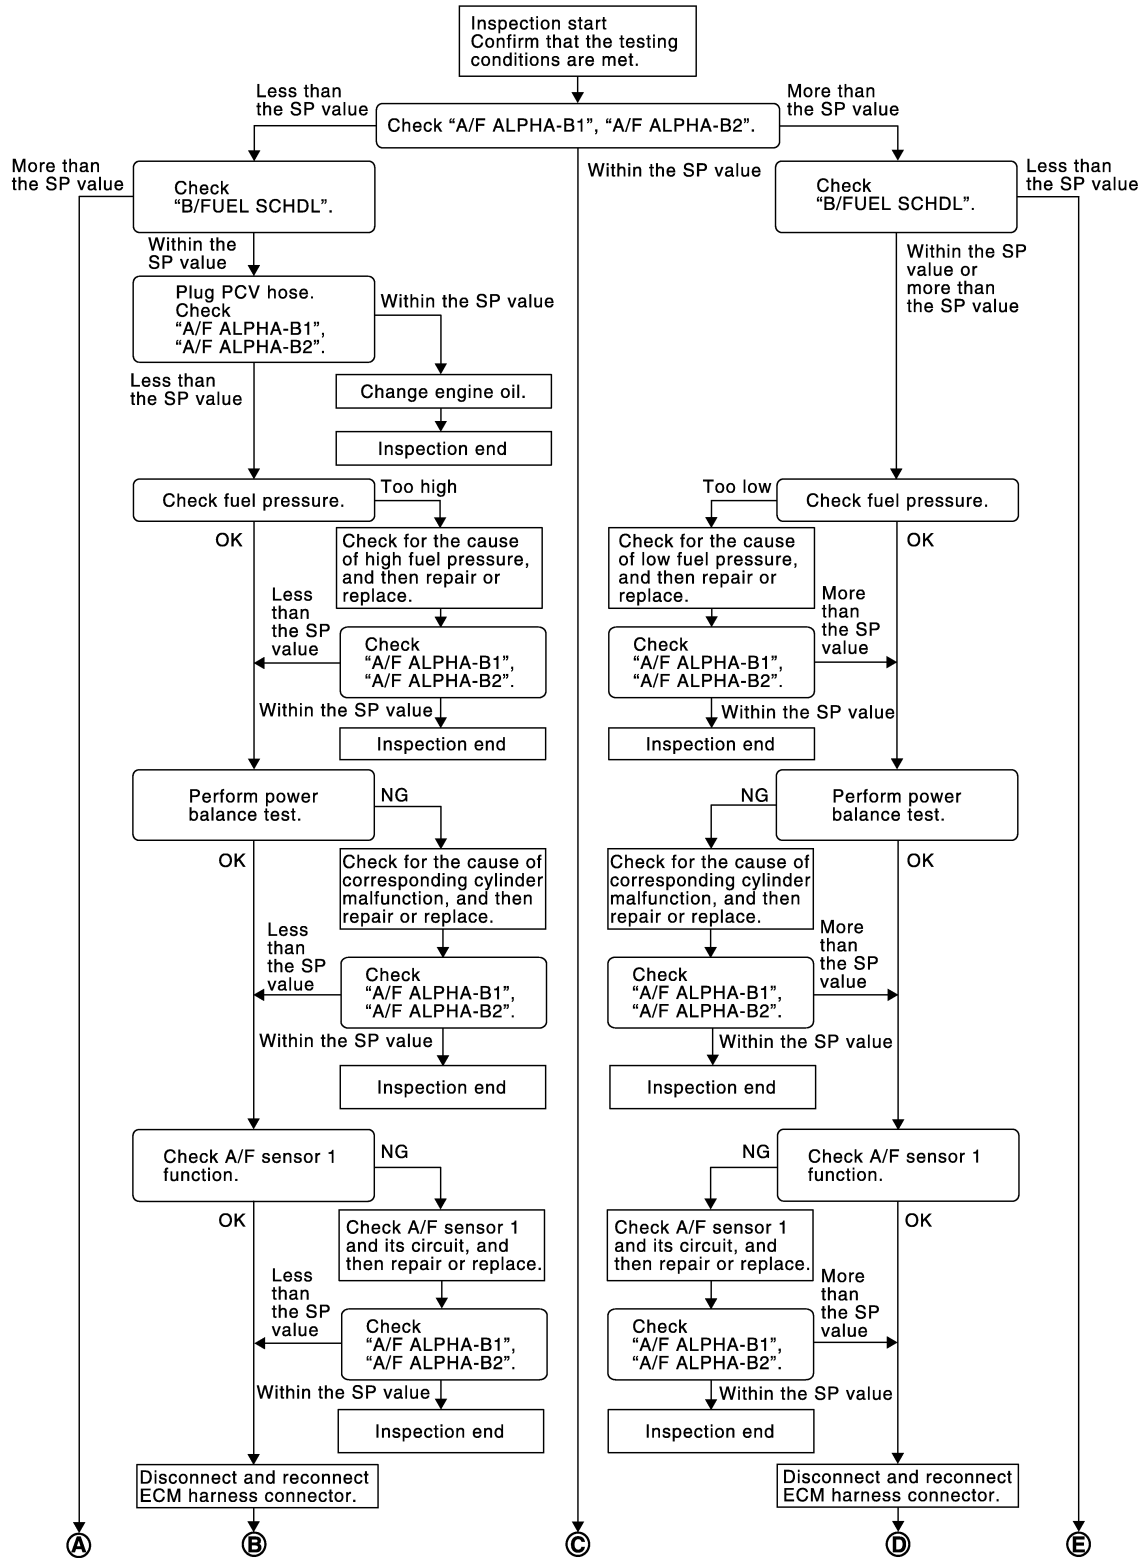 Inspection start
Confirm that the testing
conditions are met.
Less than
the SP value
More than
the SP value
Check “A/F ALPHA-B1”, “A/F ALPHA-B2”.
More than
the SP value
Within the SP value
Less than
the SP value
Check
“B/FUEL SCHDL”.
Check
“B/FUEL SCHDL”.
Within the
SP value
Within the SP
value or
more than
the SP value
Plug PCV hose.
Check
“A/F ALPHA-B1”,
“A/F ALPHA-B2”.
Within the SP value
Less than
the SP value
Change engine oil.
Inspection end
Check fuel pressure.
Too high
Too low
Check fuel pressure.
OK
OK
Check for the cause
of high fuel pressure,
and then repair or
replace.
Check for the cause
of low fuel pressure,
and then repair or
replace.
Less
than
the SP
value
More
than
the SP
value
Check
“A/F ALPHA-B1”,
“A/F ALPHA-B2”.
Check
“A/F ALPHA-B1”,
“A/F ALPHA-B2”.
Within the SP value
Within the SP value
Inspection end
Inspection end
Perform power
balance test.
NG
NG
Perform power
balance test.
OK
OK
Check for the cause of
corresponding cylinder
malfunction, and then
repair or replace.
Check for the cause of
corresponding cylinder
malfunction, and then
repair or replace.
Less
than
the SP
value
More
than
the SP
value
Check
“A/F ALPHA-B1”,
“A/F ALPHA-B2”.
Check
“A/F ALPHA-B1”,
“A/F ALPHA-B2”.
Within the SP value
Within the SP value
Inspection end
Inspection end
Check A/F sensor 1
function.
NG
NG
Check A/F sensor 1
function.
OK
OK
Check A/F sensor 1
and its circuit, and
then repair or replace.
Check A/F sensor 1
and its circuit, and
then repair or replace.
Less
than
the SP
value
More
than
the SP
value
Check
“A/F ALPHA-B1”,
“A/F ALPHA-B2”.
Check
“A/F ALPHA-B1”,
“A/F ALPHA-B2”.
Within the SP value
Within the SP value
Inspection end
Inspection end
Disconnect and reconnect
ECM harness connector.
Disconnect and reconnect
ECM harness connector.
A
B
C
D
E